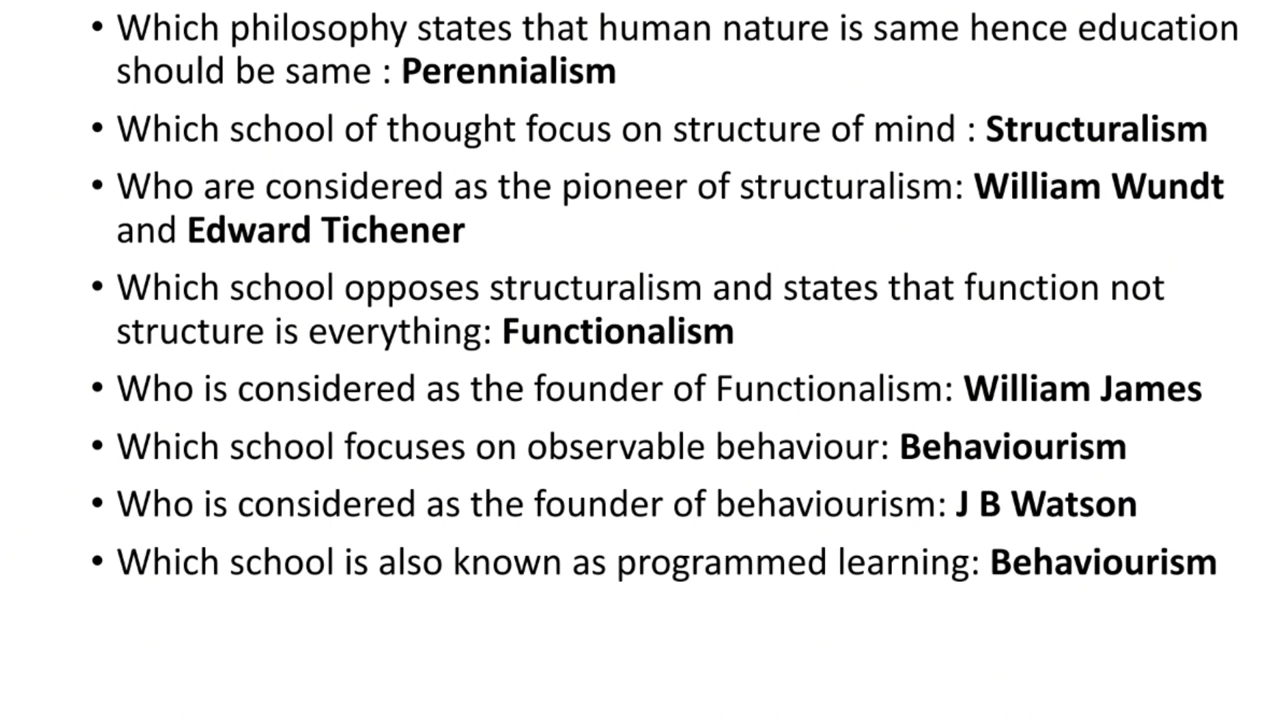 • Which philosophy states that human nature is same hence education
should be same : Perennialism
• Which school of thought focus on structure of mind : Structuralism
• Who are considered as the pioneer of structuralism: William Wundt
and Edward Tichener
• Which school opposes structuralism and states that function not
structure is everything: Functionalism
• Who is considered as the founder of Functionalism: William James
• Which school focuses on observable behaviour: Behaviourism
• Who is considered as the founder of behaviourism: J B Watson
• Which school is also known as programmed learning: Behaviourism